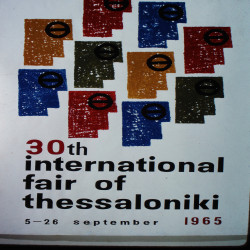 30th
international
fair of
thessaloniki
5—26 september 1965